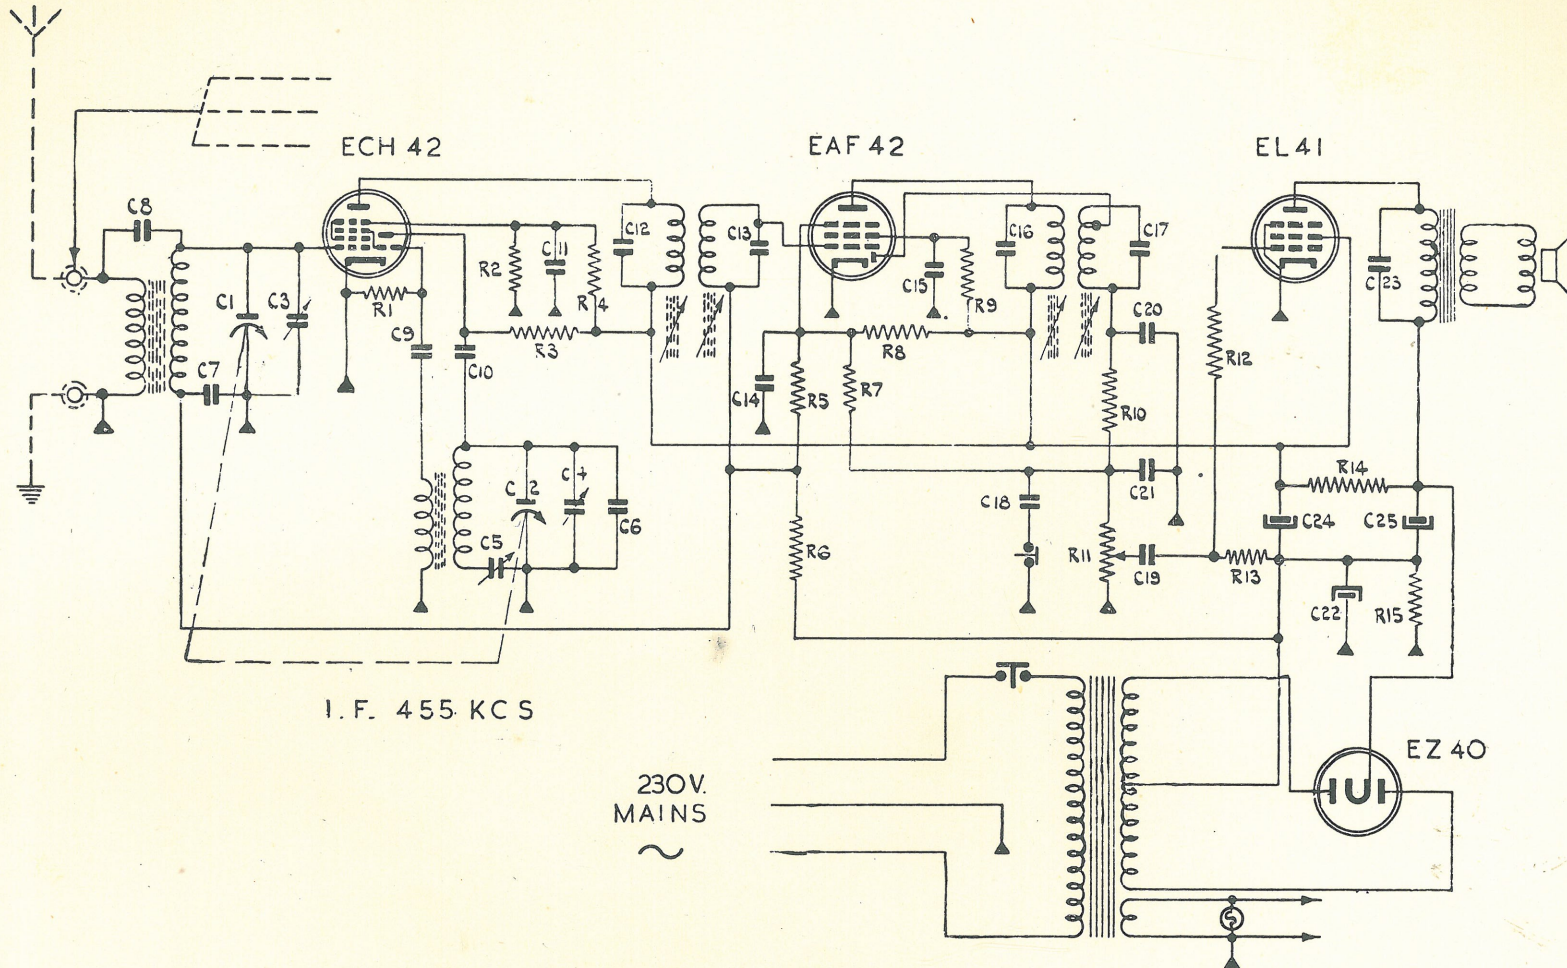 ECH 42
EAF 42
EL 41
C8
C1
C3
C7
R1
C9
C10
R2
C11
R4
R3
C12
C13
C2
C4
C5
C6
C14
R5
R7
R8
C15
R9
C16
C17
C20
R10
R6
C18
R11
C21
C19
R12
R13
C23
R14
C24
C25
C22
R15
I.F. 455 KCS
230V.
MAINS
EZ 40